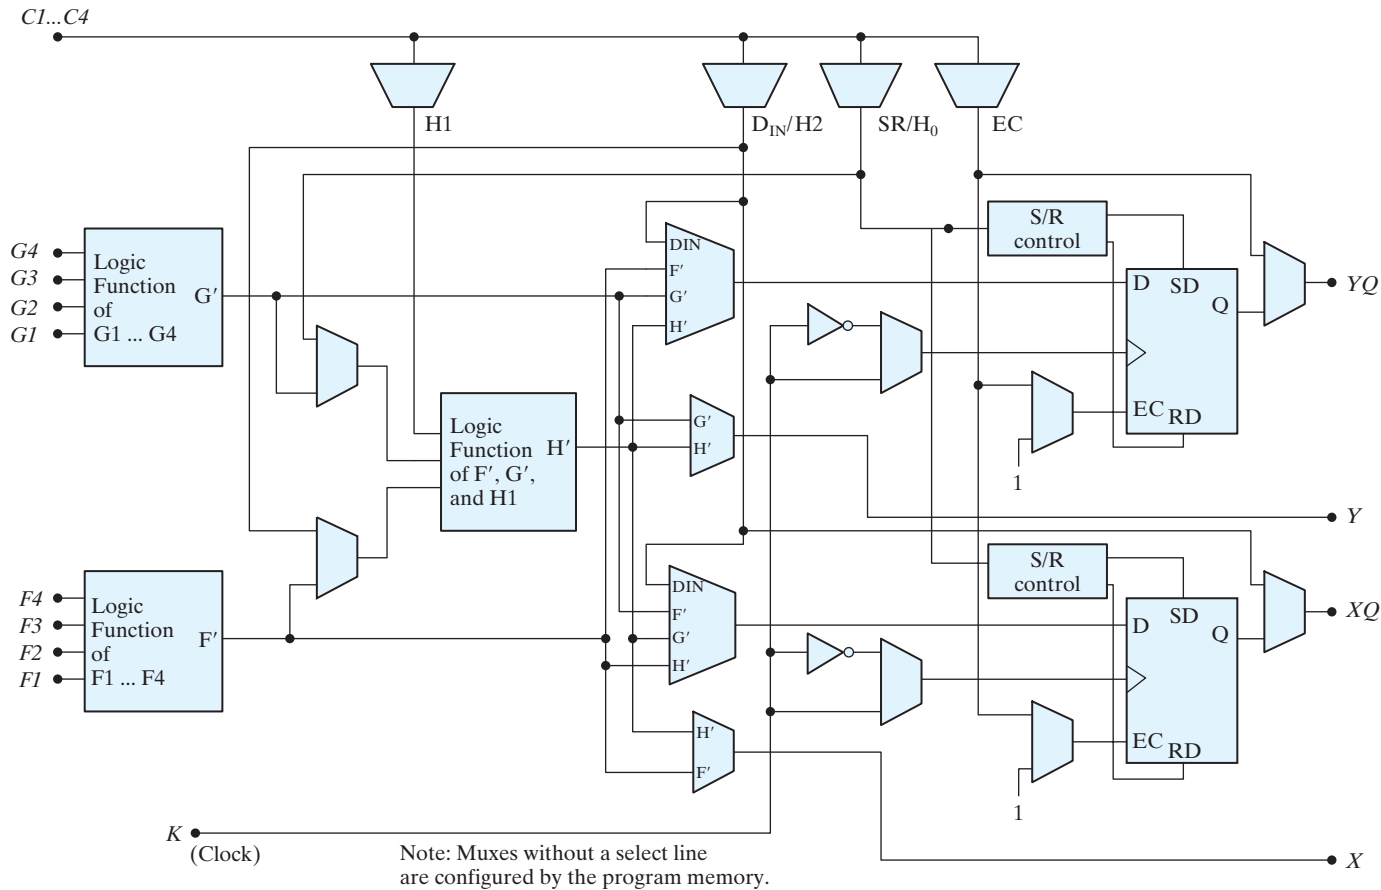 C1...C4
H1
D_IN/H2
SR/H_0
EC
G4
G3
G2
G1
Logic
Function
of
G1 ... G4
G′
DIN
F′
G′
H′
S/R
control
D
SD
Q
EC
RD
YQ
1
Logic
Function
of F′, G′,
and H1
H′
G′
H′
Y
F4
F3
F2
F1
Logic
Function
of
F1 ... F4
F′
DIN
F′
G′
H′
S/R
control
D
SD
Q
EC
RD
XQ
1
H′
F′
K
(Clock)
X
Note: Muxes without a select line
are configured by the program memory.